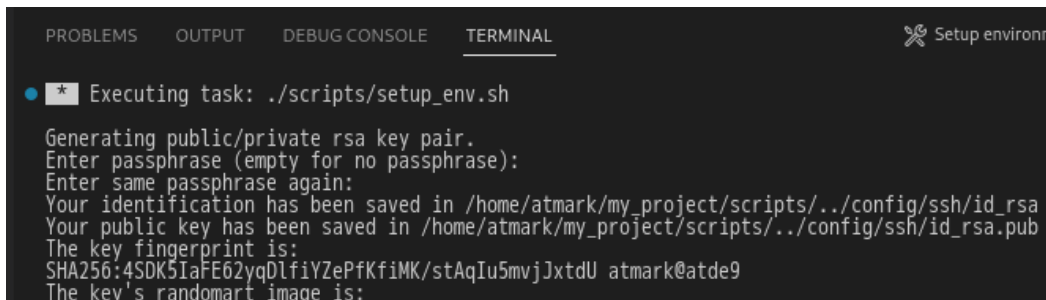 PROBLEMS OUTPUT DEBUG CONSOLE TERMINAL Setup environm
* Executing task: ./scripts/setup_env.sh
Generating public/private rsa key pair.
Enter passphrase (empty for no passphrase):
Enter same passphrase again:
Your identification has been saved in /home/atmark/my_project/scripts/../config/ssh/id_rsa
Your public key has been saved in /home/atmark/my_project/scripts/../config/ssh/id_rsa.pub
The key fingerprint is:
SHA256:4SDK5IaFE62yqDlfiYZePfKfiMK/stAqIu5mvjJxtdU atmark@atde9
The key's randomart image is: